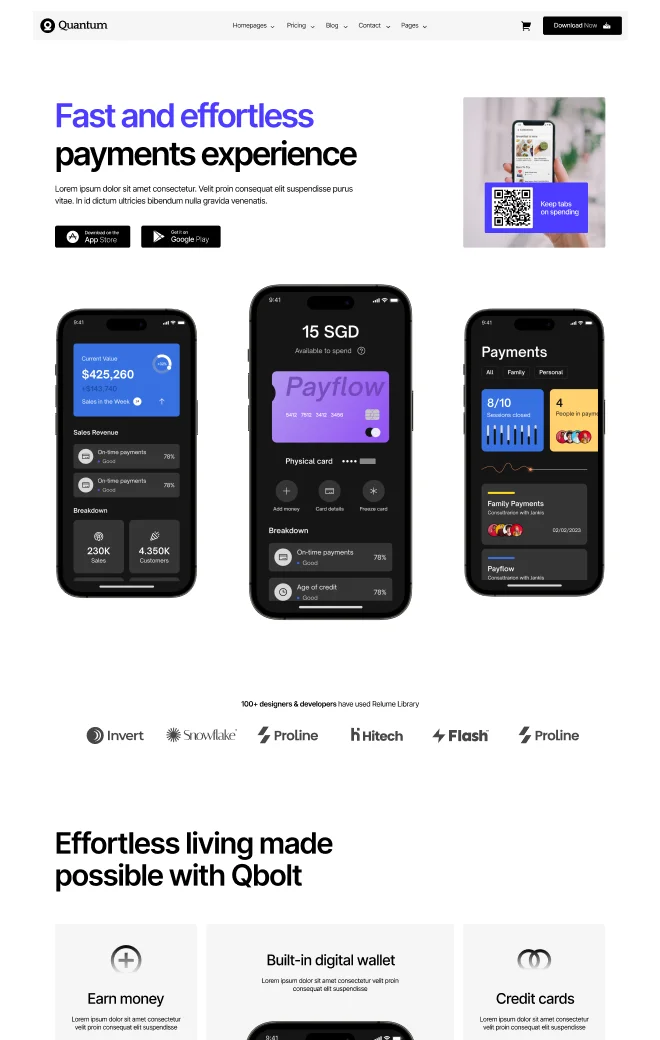 Quantum
Homepages
Pricing
Blog
Contact
Pages
Download Now
Fast and effortless
payments experience
Lorem ipsum dolor sit amet consectetur. Velit proin consequat elit suspendisse purus
vitae. In id dictum ultricies bibendum nulla gravida venenatis.
Download on the
App Store
Get it on
Google Play
Keep tabs
on spending
9:41
Current Value
$425,260
Sales in the Week
Sales Revenue
On-time payments
Good
78%
On-time payments
Good
78%
Breakdown
230K
Sales
4.350K
Customers
9:41
15 SGD
Available to spend
Payflow
5412 7512 3412 3456
Physical card
Add money
Card details
Freeze card
Breakdown
On-time payments
Good
78%
Age of credit
Good
78%
9:41
Payments
All
Family
Personal
8/10
Sessions closed
4
People in payme
Family Payments
Consultrarion with Jankis
02/02/2023
Payflow
Consultrarion with Jankis
100+ designers & developers have used Relume Library
Invert
Snowflake
Proline
Hitech
Flash
Proline
Effortless living made
possible with Qbolt
Earn money
Lorem ipsum dolor sit amet consectetur
velit proin consequat elit suspendisse
Built-in digital wallet
Lorem ipsum dolor sit amet consectetur velit proin
consequat elit suspendisse
9:41
Credit cards
Lorem ipsum dolor sit amet consectetur
velit proin consequat elit suspendisse